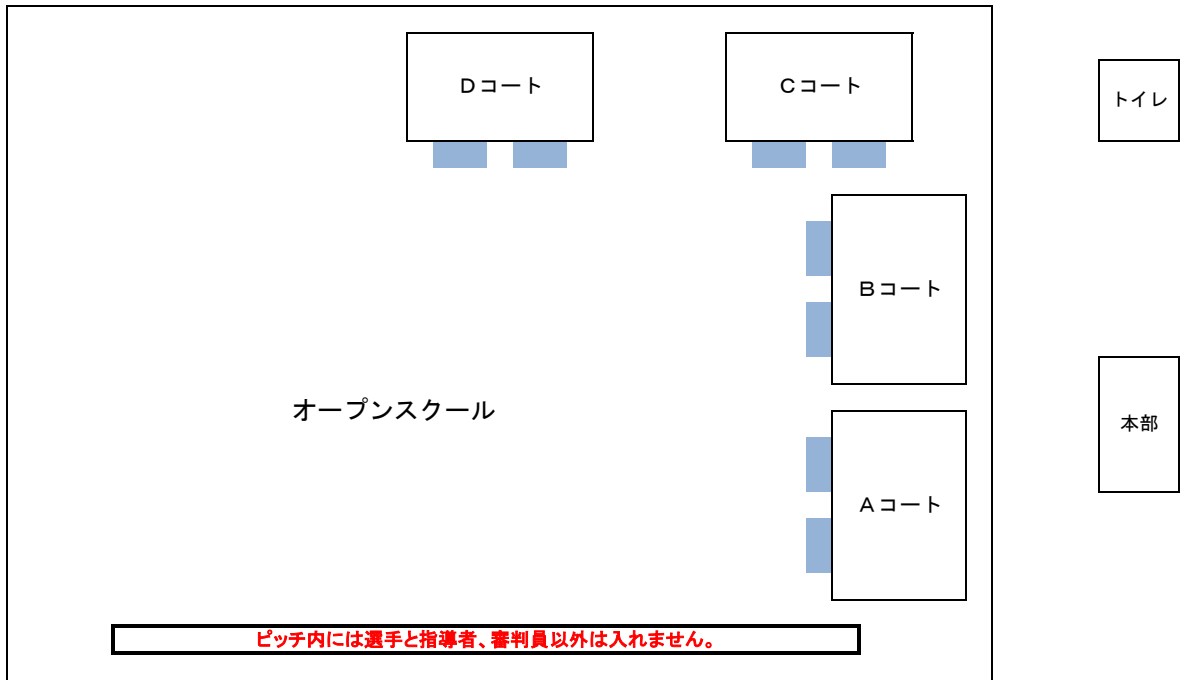 Dコート
Cコート
トイレ
Bコート
オープンスクール
本部
Aコート
ピッチ内には選手と指導者、審判員以外は入れません。